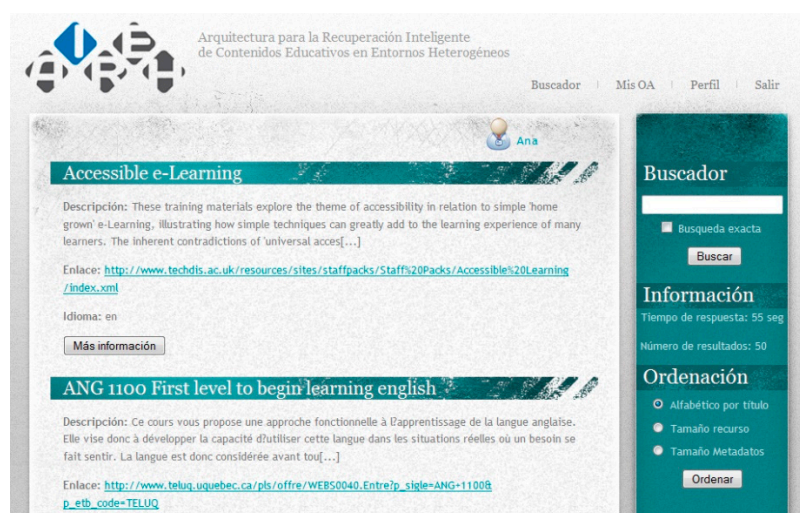 AIREH
Arquitectura para la Recuperación Inteligente
de Contenidos Educativos en Entornos Heterogéneos
Buscador | Mis OA | Perfil | Salir
Ana
Accessible e-Learning
Descripción: These training materials explore the theme of accessibility in relation to simple 'home
grown' e-Learning, illustrating how simple techniques can greatly add to the learning experience of many
learners. The inherent contradictions of 'universal acces[...]
Enlace: http://www.techdis.ac.uk/resources/sites/staffpacks/Staff%20Packs/Accessible%20Learning
/index.xml
Idioma: en
Más información
ANG 1100 First level to begin learning english
Descripción: Ce cours vous propose une approche fonctionnelle à l?apprentissage de la langue anglaise.
Elle vise donc à développer la capacité d?utiliser cette langue dans les situations réelles où un besoin se
fait sentir. La langue est donc considérée avant tou[...]
Enlace: http://www.teluq.uquebec.ca/pls/offre/WEBS0040.Entre?p_sigle=ANG+1100&
p_etb_code=TELUQ
Buscador
Busqueda exacta
Buscar
Información
Tiempo de respuesta: 55 seg
Número de resultados: 50
Ordenación
Alfabético por título
Tamaño recurso
Tamaño Metadatos
Ordenar